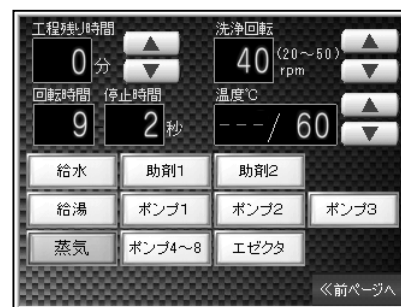 工程残り時間 洗浄回転
0分 40 (20～50) rpm
回転時間 停止時間 温度℃
9 2秒 ---/ 60
給水 助剤1 助剤2
給湯 ポンプ1 ポンプ2 ポンプ3
蒸気 ポンプ4～8 エゼクタ
≪前ページへ